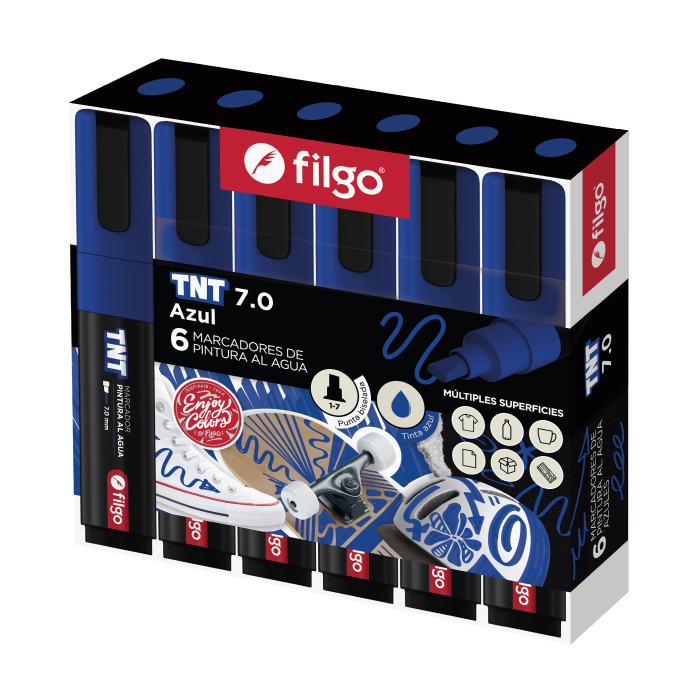 filgo®
filgo
TNT 7.0
Azul
6 MARCADORES DE
PINTURA AL AGUA
TNT
MARCADOR
PINTURA AL AGUA
7.0 mm
filgo
Enjoy
Colors
BY Filgo
1-7
Punta biselada
Tinta azul
MÚLTIPLES SUPERFICIES
TNT
7.0
6 MARCADORES DE
PINTURA AL AGUA
AZULES
filgo
filgo
filgo
filgo
filgo